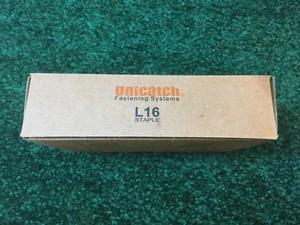 unicatch
Fastening Systems
L16
STAPLE